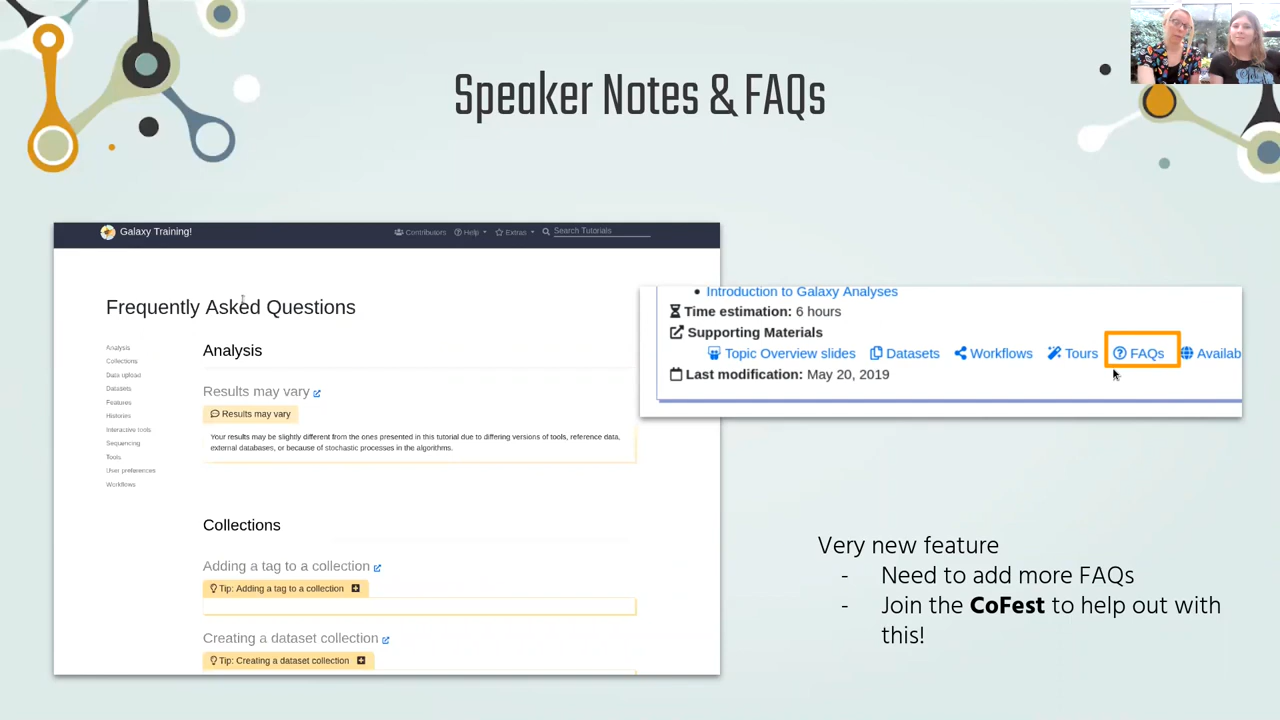 Speaker Notes & FAQs
Galaxy Training!
Contributors
Help
Extras
Search Tutorials
Frequently Asked Questions
Analysis
Collections
Data upload
Datasets
Features
Histories
Interactive tools
Sequencing
Tools
User preferences
Workflows
Analysis
Results may vary
Results may vary
Your results may be slightly different from the ones presented in this tutorial due to differing versions of tools, reference data,
external databases, or because of stochastic processes in the algorithms.
Collections
Adding a tag to a collection
Tip: Adding a tag to a collection
Creating a dataset collection
Tip: Creating a dataset collection
• Introduction to Galaxy Analyses
Time estimation: 6 hours
Supporting Materials
Topic Overview slides Datasets Workflows Tours FAQs Availab
Last modification: May 20, 2019
Very new feature
- Need to add more FAQs
- Join the CoFest to help out with
this!